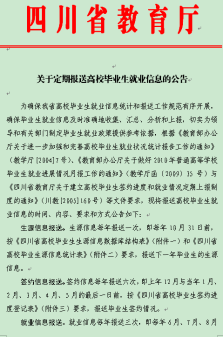 四川省教育厅
关于定期报送高校毕业生就业信息的公告
为确保我省高校毕业生就业信息统计和报送工作规范有序开展,
确保毕业生就业信息及时准确地收集、汇总、分析和上报,切实为领
导和有关部门制定毕业生就业政策提供参考依据,根据《教育部办公
厅关于进一步加强和完善高校毕业生就业状况统计报务工作的通知》
(教学厅[2004]7号)、《教育部办公厅关于做好2010年普通高等学校
毕业生就业进展情况月报工作的通知》(教学厅函〔2009〕35号)与
《四川省教育厅关于建立高校毕业生签约进度和就业情况定期上报制
度的通知》(川教[2005]168号)等文件要求,现将报送高校毕业生就
业信息的时间、内容、要求和方式公告如下:
生源信息报送。生源信息每年报送一次,即每年10月31日前,
按《四川省高校毕业生生源信息数据库结构表》(附件一)和《四川省
高校毕业生生源信息统计表》(附件二)要求,报送下一年毕业生的生
源信息。
签约信息报送。签约信息每年报送六次,即上年12月与当年1月、
2月、3月、4月、5月的最后一日前,按《四川省高校毕业生签约进
度登记表》(附件三)要求,报送毕业生签约情况。
就业信息报送。就业信息每年报送三次,即每年6月、7月、8月